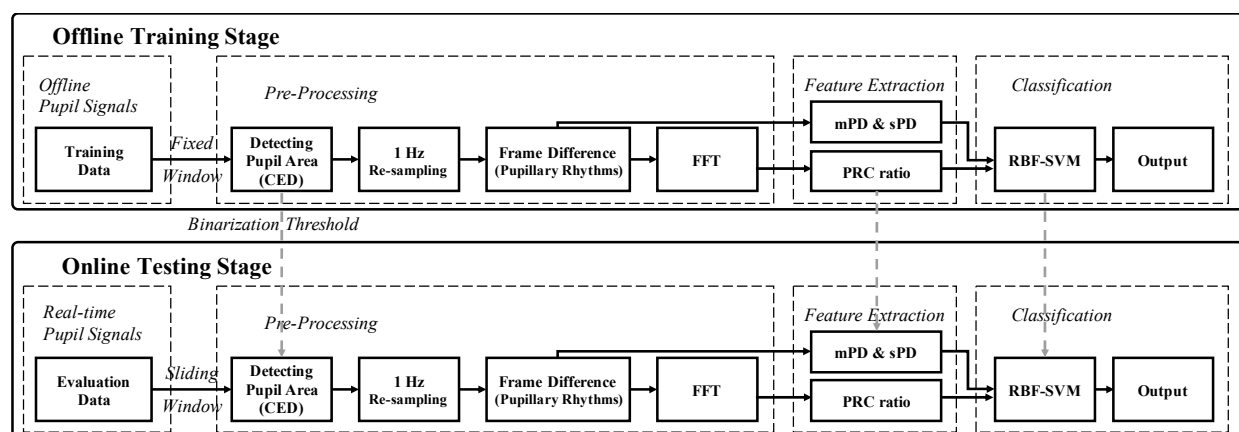 Offline Training Stage
Offline
Pupil Signals
Pre-Processing
Feature Extraction
Classification
Training
Data
Fixed
Window
Detecting
Pupil Area
(CED)
1 Hz
Re-sampling
Frame Difference
(Pupillary Rhythms)
FFT
mPD & sPD
PRC ratio
RBF-SVM
Output
Binarization Threshold
Online Testing Stage
Real-time
Pupil Signals
Pre-Processing
Feature Extraction
Classification
Evaluation
Data
Sliding
Window
Detecting
Pupil Area
(CED)
1 Hz
Re-sampling
Frame Difference
(Pupillary Rhythms)
FFT
mPD & sPD
PRC ratio
RBF-SVM
Output